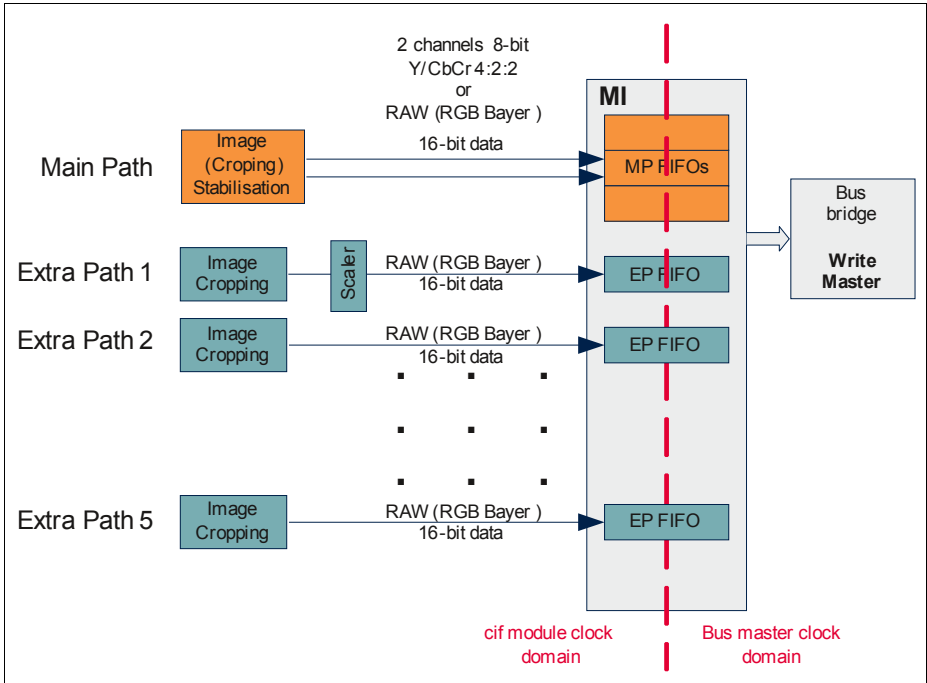 2 channels 8-bit
Y/CbCr 4:2:2
or
RAW (RGB Bayer )
16-bit data
MI
Main Path
Image
(Croping)
Stabilisation
MP FIFOs
Bus
bridge
Write
Master
Extra Path 1
Image
Cropping
Scaler
RAW (RGB Bayer )
16-bit data
EP FIFO
Extra Path 2
Image
Cropping
RAW (RGB Bayer )
16-bit data
EP FIFO
Extra Path 5
Image
Cropping
RAW (RGB Bayer )
16-bit data
EP FIFO
cif module clock
domain
Bus master clock
domain